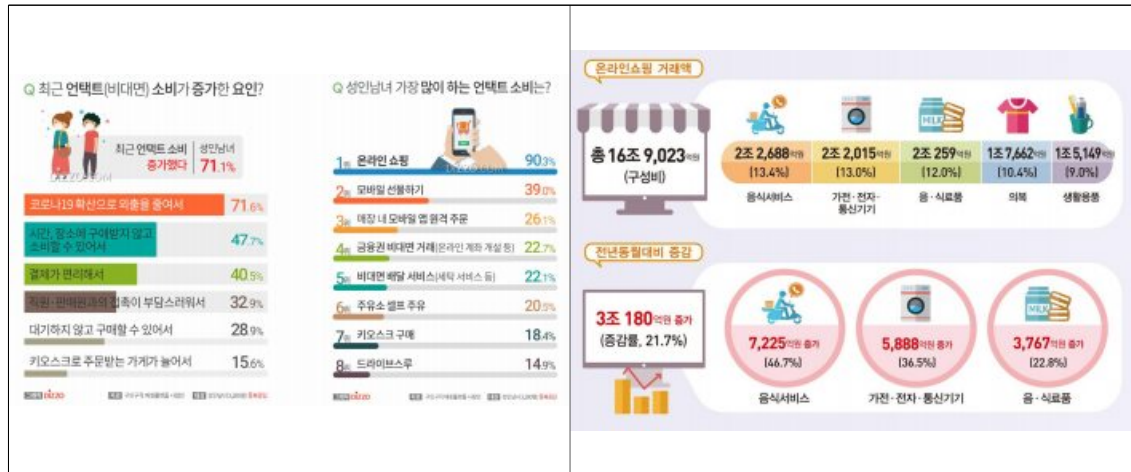 Q 최근 언택트(비대면) 소비가 증가한 요인?
최근 언택트 소비
증가했다
성인남녀
71.1%
코로나19 확산으로 외출을 줄여서 71.6%
시간, 장소에 구애받지 않고
소비할 수 있어서 47.7%
결제가 편리해서 40.5%
직원·판매원과의 접촉이 부담스러워서 32.9%
대기하지 않고 구매할 수 있어서 28.9%
키오스크로 주문받는 가게가 늘어서 15.6%
Q 성인남녀 가장 많이 하는 언택트 소비는?
1위 온라인 쇼핑 90.3%
2위 모바일 선물하기 39.0%
3위 매장 내 모바일 앱 원격 주문 26.1%
4위 금융권 비대면 거래(온라인 계좌 개설 등) 22.7%
5위 비대면 배달 서비스(세탁 서비스 등) 22.1%
6위 주유소 셀프 주유 20.5%
7위 키오스크 구매 18.4%
8위 드라이브스루 14.9%
온라인쇼핑 거래액
총 16조 9,023억원
(구성비)
2조 2,688억원 2조 2,015억원 2조 259억원 1조 7,662억원 1조 5,149억원
(13.4%) (13.0%) (12.0%) (10.4%) (9.0%)
음식서비스 가전·전자· 음·식료품 의복 생활용품
통신기기
전년동월대비 증감
3조 180억원 증가
(증감률, 21.7%)
7,225억원 증가 5,888억원 증가 3,767억원 증가
(46.7%) (36.5%) (22.8%)
음식서비스 가전·전자·통신기기 음·식료품